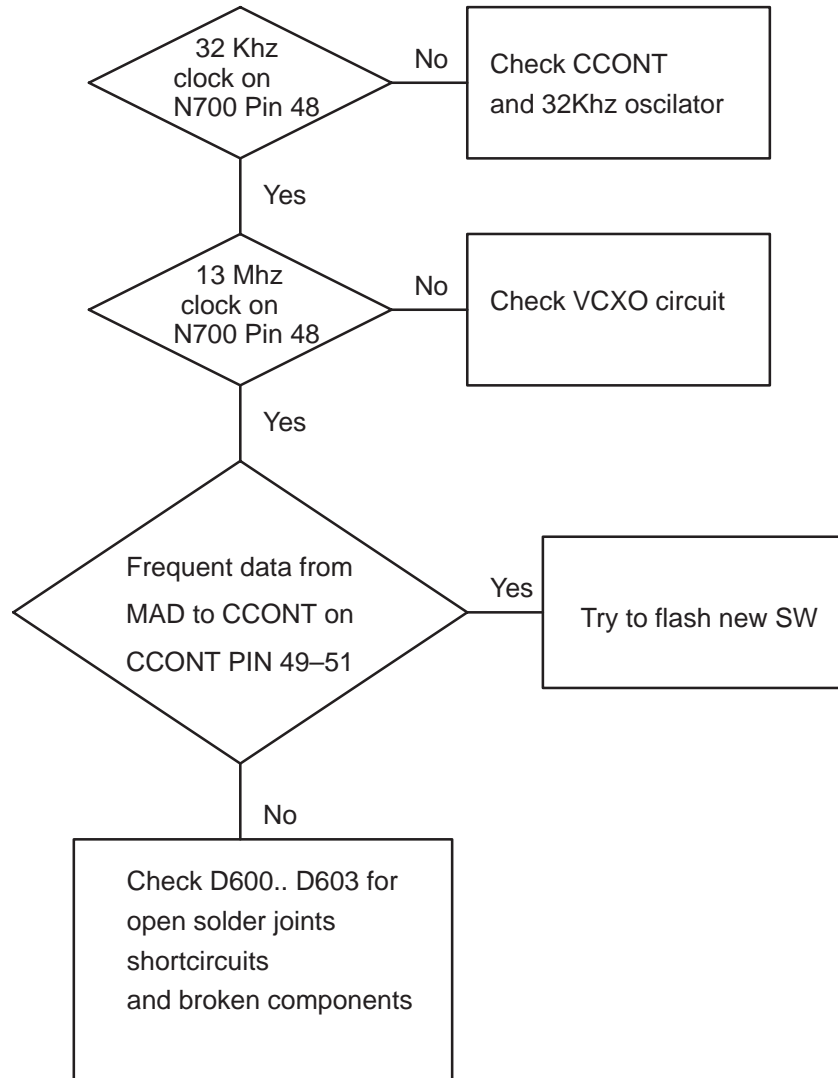 32 Khz
clock on
N700 Pin 48
No
Check CCONT
and 32Khz oscilator
Yes
13 Mhz
clock on
N700 Pin 48
No
Check VCXO circuit
Yes
Frequent data from
MAD to CCONT on
CCONT PIN 49–51
Yes
Try to flash new SW
No
Check D600.. D603 for
open solder joints
shortcircuits
and broken components